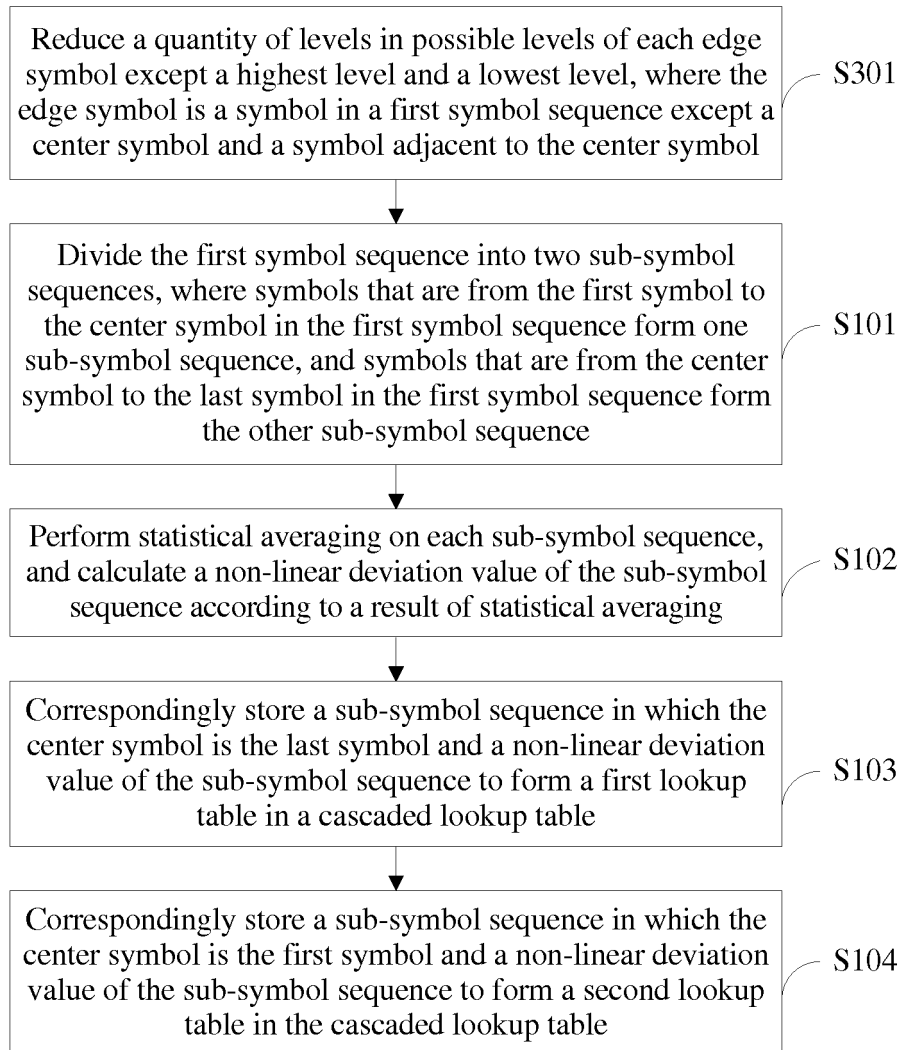 Reduce a quantity of levels in possible levels of each edge
symbol except a highest level and a lowest level, where the
edge symbol is a symbol in a first symbol sequence except a
center symbol and a symbol adjacent to the center symbol
S301
Divide the first symbol sequence into two sub-symbol
sequences, where symbols that are from the first symbol to
the center symbol in the first symbol sequence form one
sub-symbol sequence, and symbols that are from the center
symbol to the last symbol in the first symbol sequence form
the other sub-symbol sequence
S101
Perform statistical averaging on each sub-symbol sequence,
and calculate a non-linear deviation value of the sub-symbol
sequence according to a result of statistical averaging
S102
Correspondingly store a sub-symbol sequence in which the
center symbol is the last symbol and a non-linear deviation
value of the sub-symbol sequence to form a first lookup
table in a cascaded lookup table
S103
Correspondingly store a sub-symbol sequence in which the
center symbol is the first symbol and a non-linear deviation
value of the sub-symbol sequence to form a second lookup
table in the cascaded lookup table
S104